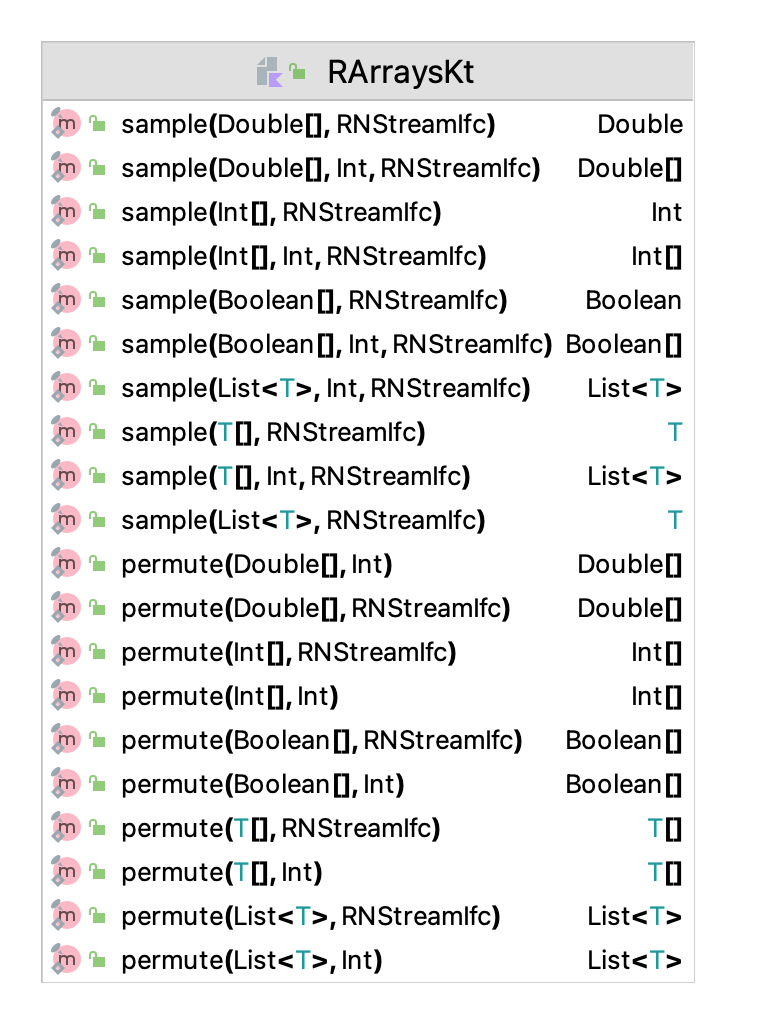 RArraysKt
sample(Double[], RNStreamIfc) Double
sample(Double[], Int, RNStreamIfc) Double[]
sample(Int[], RNStreamIfc) Int
sample(Int[], Int, RNStreamIfc) Int[]
sample(Boolean[], RNStreamIfc) Boolean
sample(Boolean[], Int, RNStreamIfc) Boolean[]
sample(List<T>, Int, RNStreamIfc) List<T>
sample(T[], RNStreamIfc) T
sample(T[], Int, RNStreamIfc) List<T>
sample(List<T>, RNStreamIfc) T
permute(Double[], Int) Double[]
permute(Double[], RNStreamIfc) Double[]
permute(Int[], RNStreamIfc) Int[]
permute(Int[], Int) Int[]
permute(Boolean[], RNStreamIfc) Boolean[]
permute(Boolean[], Int) Boolean[]
permute(T[], RNStreamIfc) T[]
permute(T[], Int) T[]
permute(List<T>, RNStreamIfc) List<T>
permute(List<T>, Int) List<T>